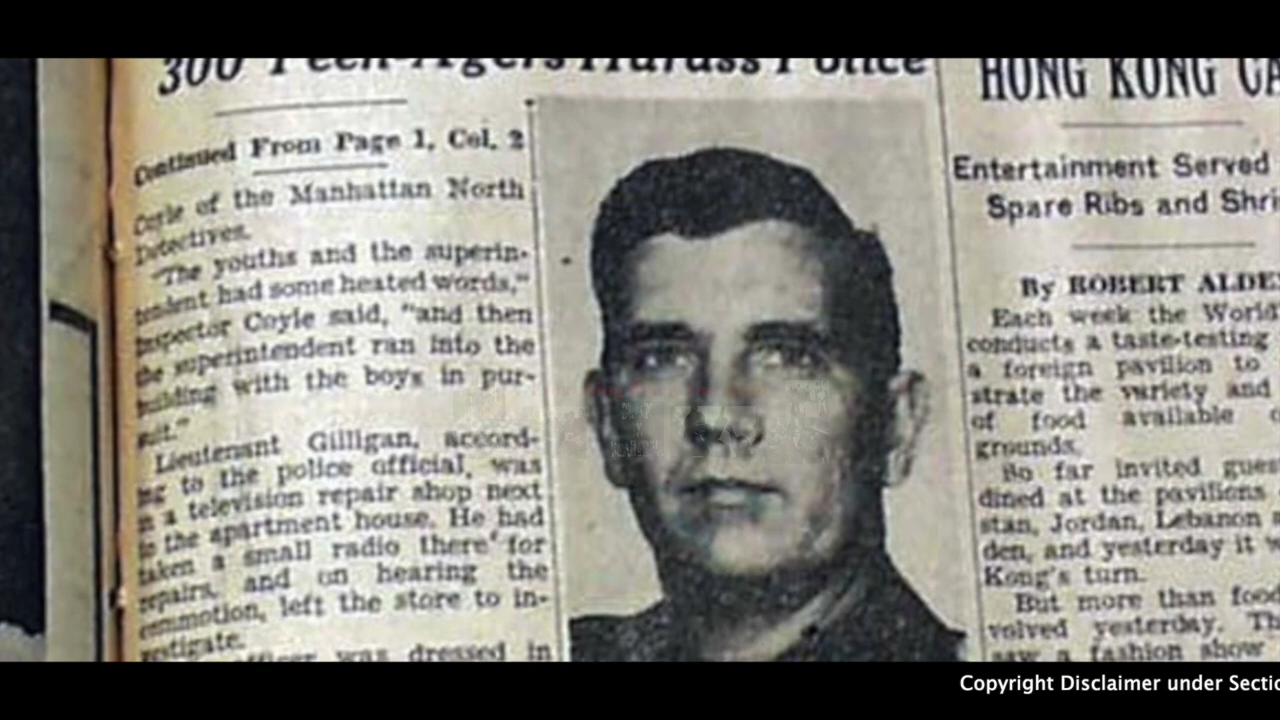 300 Teen-Agers Harass Police
Continued From Page 1, Col. 2
Coyle of the Manhattan North
Detectives.
"The youths and the superin-
tendent had some heated words,"
Inspector Coyle said, "and then
the superintendent ran into the
building with the boys in pur-
suit."
Lieutenant Gilligan, accord-
ing to the police official, was
in a television repair shop next
to the apartment house. He had
taken a small radio there for
repairs, and on hearing the
commotion, left the store to in-
vestigate.
officer was dressed in
HONG KONG
Entertainment Served
Spare Ribs and Shri
By ROBERT ALDE
Each week the World
conducts a taste-testing
a foreign pavilion to
strate the variety and
of food available
grounds.
So far invited gues
dined at the pavilions
stan, Jordan, Lebanon
den, and yesterday it w
Kong's turn.
But more than food
volved yesterday. Th
saw a fashion show
Copyright Disclaimer under Sectio